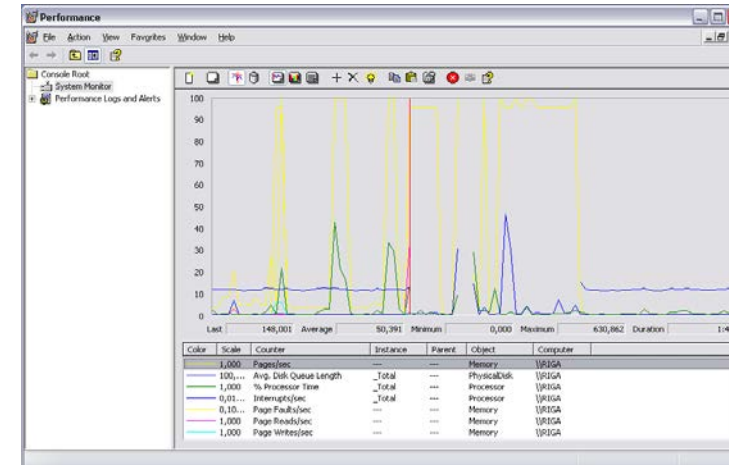 Performance
File Action View Favorites Window Help
Console Root
System Monitor
Performance Logs and Alerts
100
90
80
70
60
50
40
30
20
10
0
Last 148,001 Average 50,391 Minimum 0,000 Maximum 630,862 Duration 1:4
Color Scale Counter Instance Parent Object Computer
1,000 Pages/sec --- --- Memory \\RIGA
100,... Avg. Disk Queue Length _Total --- PhysicalDisk \\RIGA
1,000 % Processor Time _Total --- Processor \\RIGA
0,01... Interrupts/sec _Total --- Processor \\RIGA
0,10... Page Faults/sec --- --- Memory \\RIGA
1,000 Page Reads/sec --- --- Memory \\RIGA
1,000 Page Writes/sec --- --- Memory \\RIGA